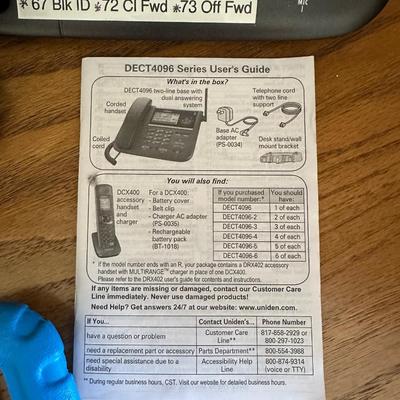 *67 Blk ID *72 Cl Fwd *73 Off Fwd
MIC
DECT4096 Series User's Guide
What's in the box?
DECT4096 two-line base with
dual answering
system
Corded
handset
Coiled
cord
Base AC
adapter
(PS-0034)
Telephone cord
with two line
support
Desk stand/wall
mount bracket
You will also find:
DCX400
accessory
handset
and
charger
For a DCX400:
- Battery cover
- Belt clip
- Charger AC adapter
(PS-0035)
- Rechargeable
battery pack
(BT-1018)
If you purchased
model number:*
You should
have:
DECT4096 1 of each
DECT4096-2 2 of each
DECT4096-3 3 of each
DECT4096-4 4 of each
DECT4096-5 5 of each
DECT4096-6 6 of each
* If the model number ends with an R, your package contains a DRX402 accessory
handset with MULTIRANGE™ charger in place of one DCX400.
Please refer to the DRX402 user's guide for contents and instructions.
If any items are missing or damaged, contact our Customer Care
Line immediately. Never use damaged products!
Need Help? Get answers 24/7 at our website: www.uniden.com.
If You... Contact Uniden's... Phone Number
have a question or problem
Customer Care
Line**
817-858-2929 or
800-297-1023
need a replacement part or accessory Parts Department** 800-554-3988
need special assistance due to a
disability
Accessibility Help
Line
800-874-9314
(voice or TTY)
** During regular business hours, CST. Visit our website for detailed business hours.